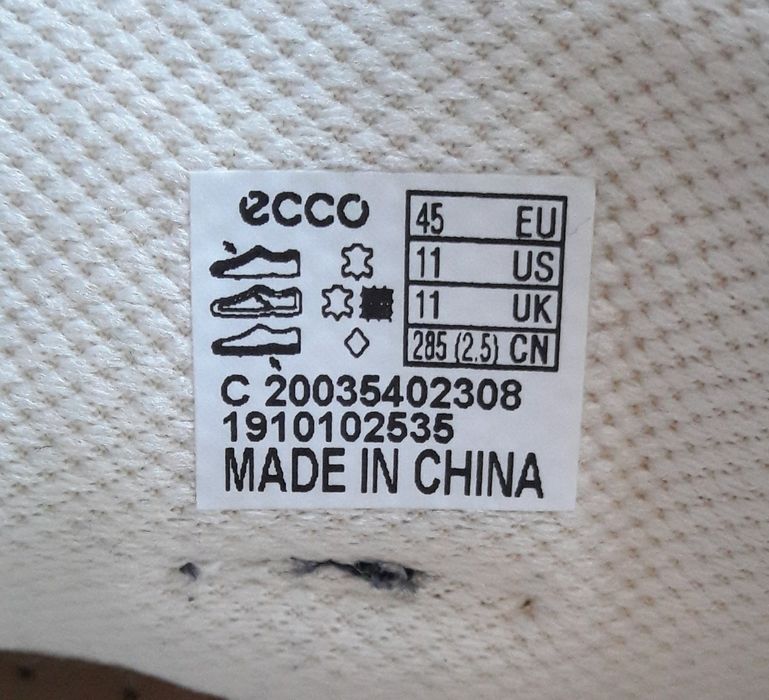 ecco
45 EU
11 US
11 UK
285 (2.5) CN
C 20035402308
1910102535
MADE IN CHINA